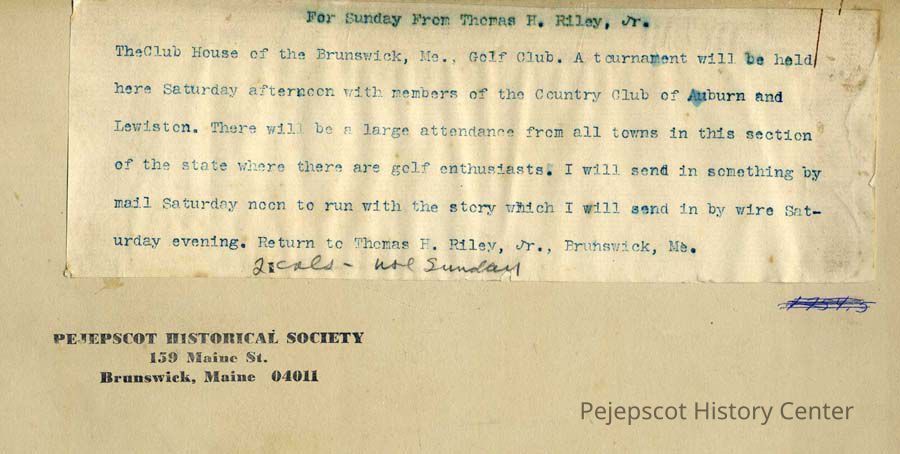 For Sunday From Thomas H. Riley, Jr.
TheClub House of the Brunswick, Me., Golf Club. A tournament will be held
here Saturday afternoon with members of the Country Club of Auburn and
Lewiston. There will be a large attendance from all towns in this section
of the state where there are golf enthusiasts. I will send in something by
mail Saturday noon to run with the story which I will send in by wire Sat-
urday evening. Return to Thomas H. Riley, Jr., Brunswick, Me.
2 cols - Sunday
PEJEPSCOT HISTORICAL SOCIETY
159 Maine St.
Brunswick, Maine 04011
Pejepscot History Center